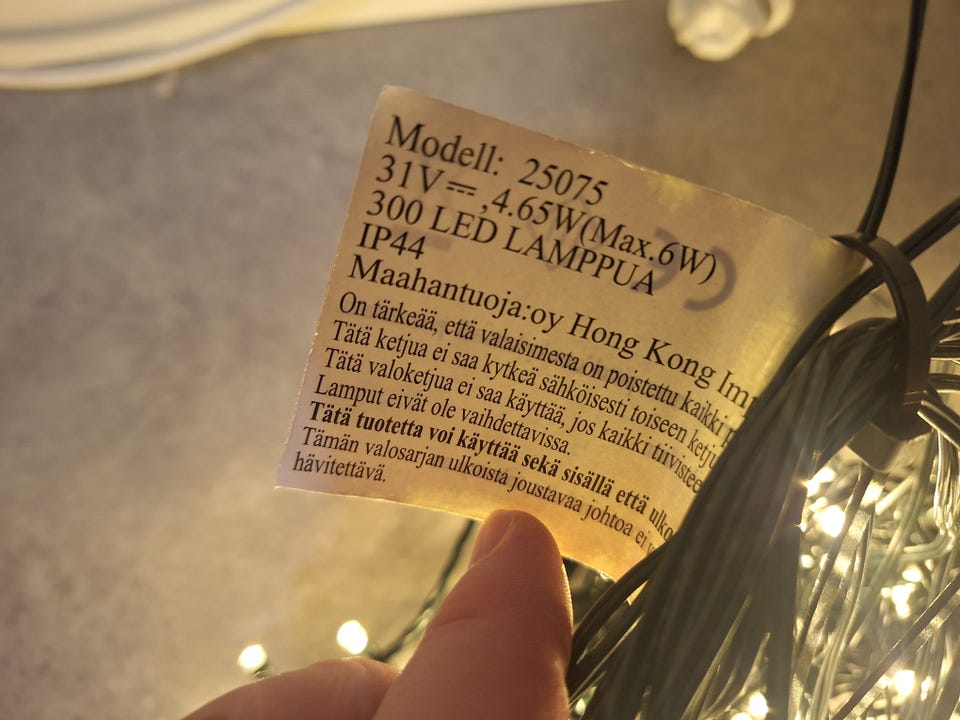 Modell: 25075
31V⎓,4.65W(Max.6W)
300 LED LAMPPUA
IP44
Maahantuoja:oy Hong Kong
On tärkeää, että valaisimesta on poistettu kaikki
Tätä ketjua ei saa kytkeä sähköisesti toiseen
Tätä valoketjua ei saa käyttää, jos kaikki
Lamput eivät ole vaihdettavissa.
Tätä tuotetta voi käyttää sekä sisällä että
Tämän valosarjan ulkoista joustavaa johtoa ei
hävitettävä.